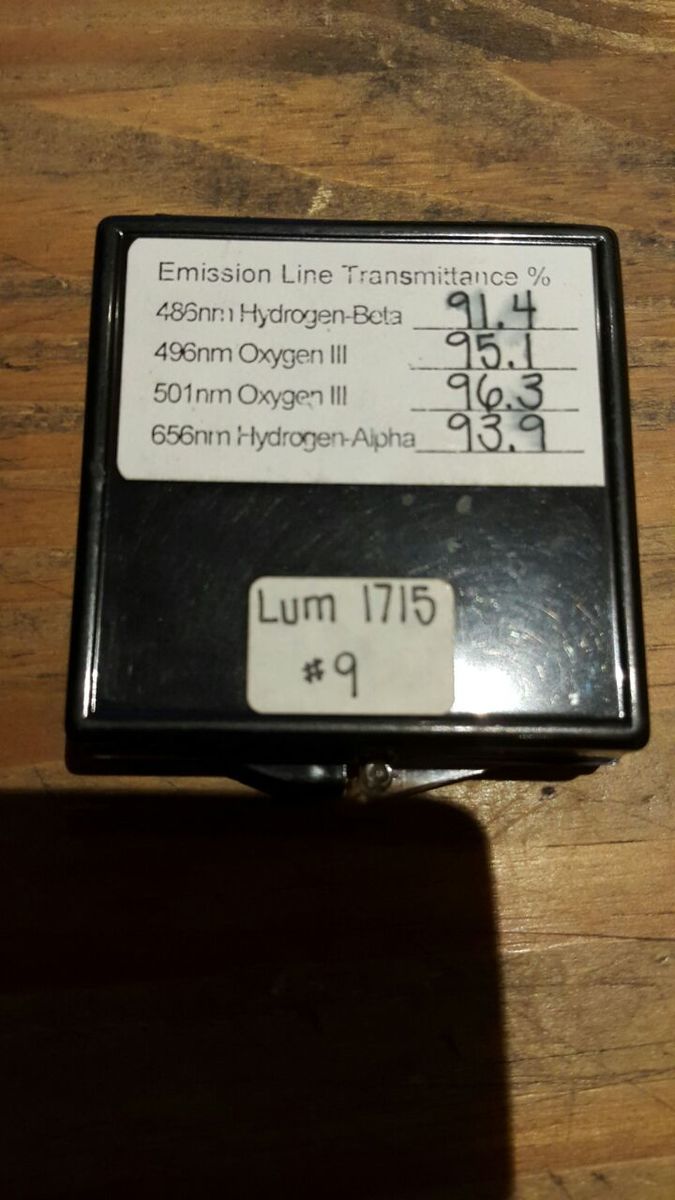 Emission Line Transmittance %
486nm Hydrogen-Beta 91.4
496nm Oxygen III 95.1
501nm Oxygen III 96.3
656nm Hydrogen-Alpha 93.9
Lum 1715
#9